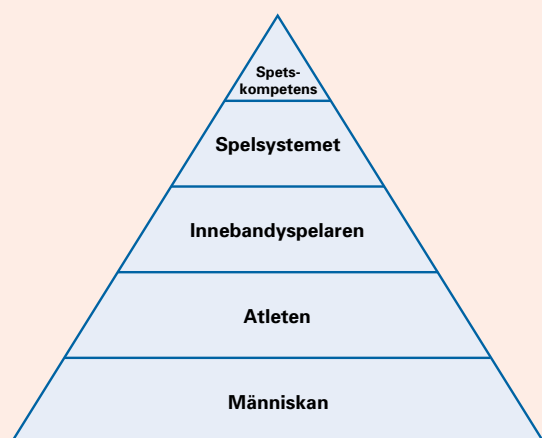 Spets-
kompetens
Spelsystemet
Innebandyspelaren
Atleten
Människan